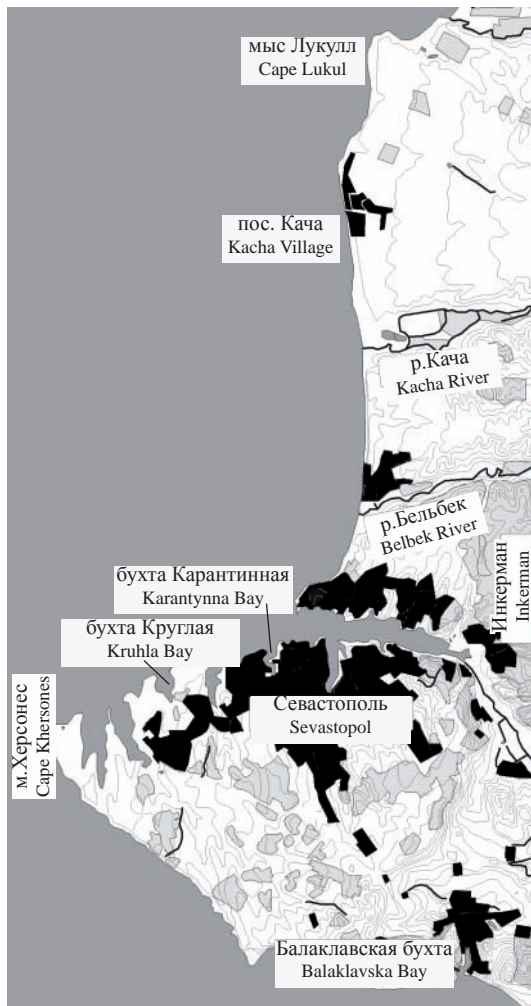 мыс Лукулл
Cape Lukul
пос. Кача
Kacha Village
р.Кача
Kacha River
р.Бельбек
Belbek River
Инкерман
Inkerman
бухта Карантинная
Karantynna Bay
бухта Круглая
Kruhla Bay
Севастополь
Sevastopol
м.Херсонес
Cape Khersones
Балаклавская бухта
Balaklavska Bay